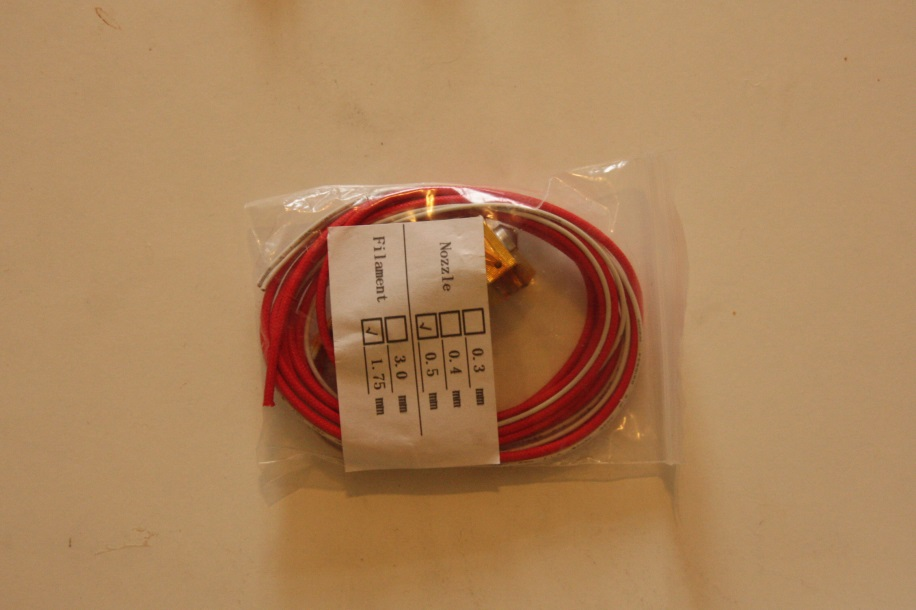 Nozzle
☐ 0.3 mm
☐ 0.4 mm
☑ 0.5 mm
Filament
☐ 3.0 mm
☑ 1.75 mm